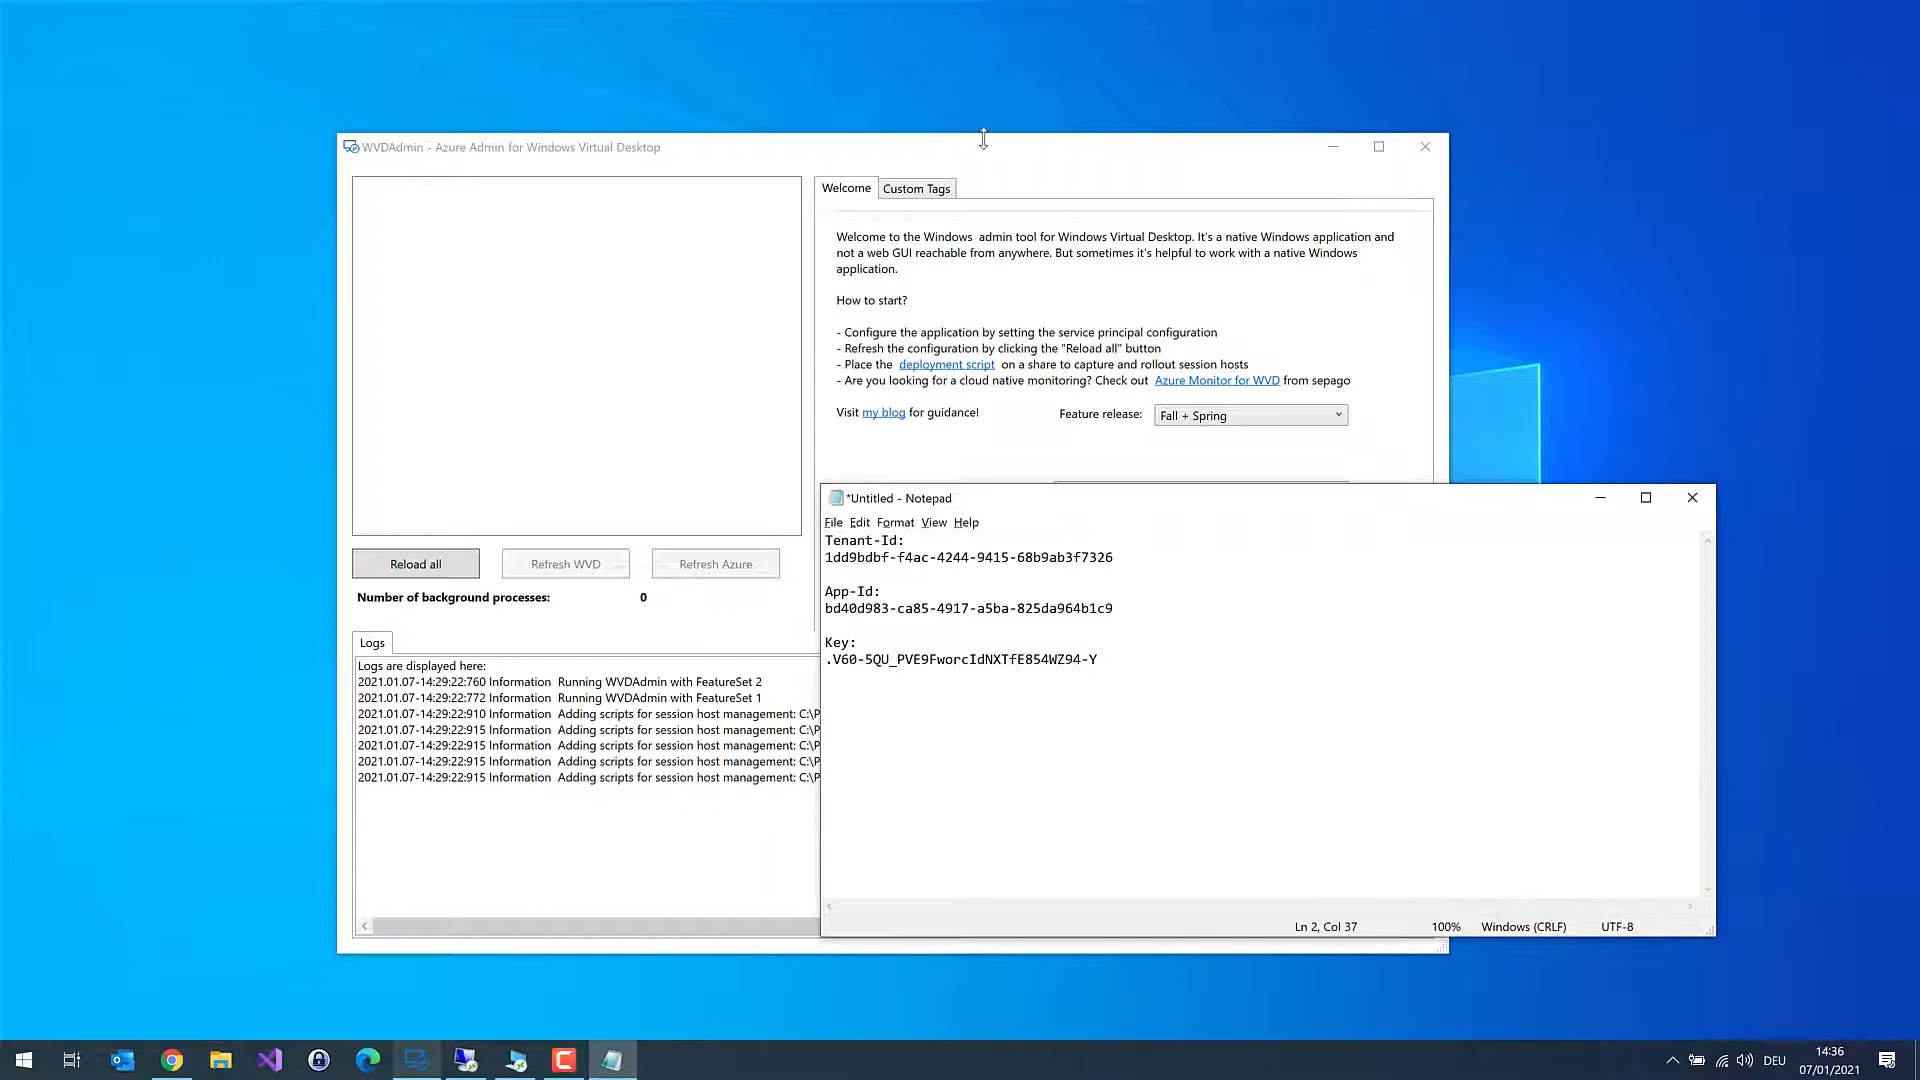 WVDAdmin - Azure Admin for Windows Virtual Desktop
Welcome
Custom Tags
Welcome to the Windows  admin tool for Windows Virtual Desktop. It's a native Windows application and
not a web GUI reachable from anywhere. But sometimes it's helpful to work with a native Windows
application.
How to start?
- Configure the application by setting the service principal configuration
- Refresh the configuration by clicking the "Reload all" button
- Place the deployment script on a share to capture and rollout session hosts
- Are you looking for a cloud native monitoring? Check out Azure Monitor for WVD from sepago
Visit my blog for guidance!
Feature release:
Fall + Spring
Reload all
Refresh WVD
Refresh Azure
Number of background processes: 0
Logs
Logs are displayed here:
2021.01.07-14:29:22:760 Information  Running WVDAdmin with FeatureSet 2
2021.01.07-14:29:22:772 Information  Running WVDAdmin with FeatureSet 1
2021.01.07-14:29:22:910 Information  Adding scripts for session host management: C:\P
2021.01.07-14:29:22:915 Information  Adding scripts for session host management: C:\P
2021.01.07-14:29:22:915 Information  Adding scripts for session host management: C:\P
2021.01.07-14:29:22:915 Information  Adding scripts for session host management: C:\P
2021.01.07-14:29:22:915 Information  Adding scripts for session host management: C:\P
*Untitled - Notepad
File Edit Format View Help
Tenant-Id:
1dd9bdbf-f4ac-4244-9415-68b9ab3f7326
App-Id:
bd40d983-ca85-4917-a5ba-825da964b1c9
Key:
.V60-5QU_PVE9FworcIdNXTfE854WZ94-Y
Ln 2, Col 37
100%
Windows (CRLF)
UTF-8
DEU
14:36
07/01/2021